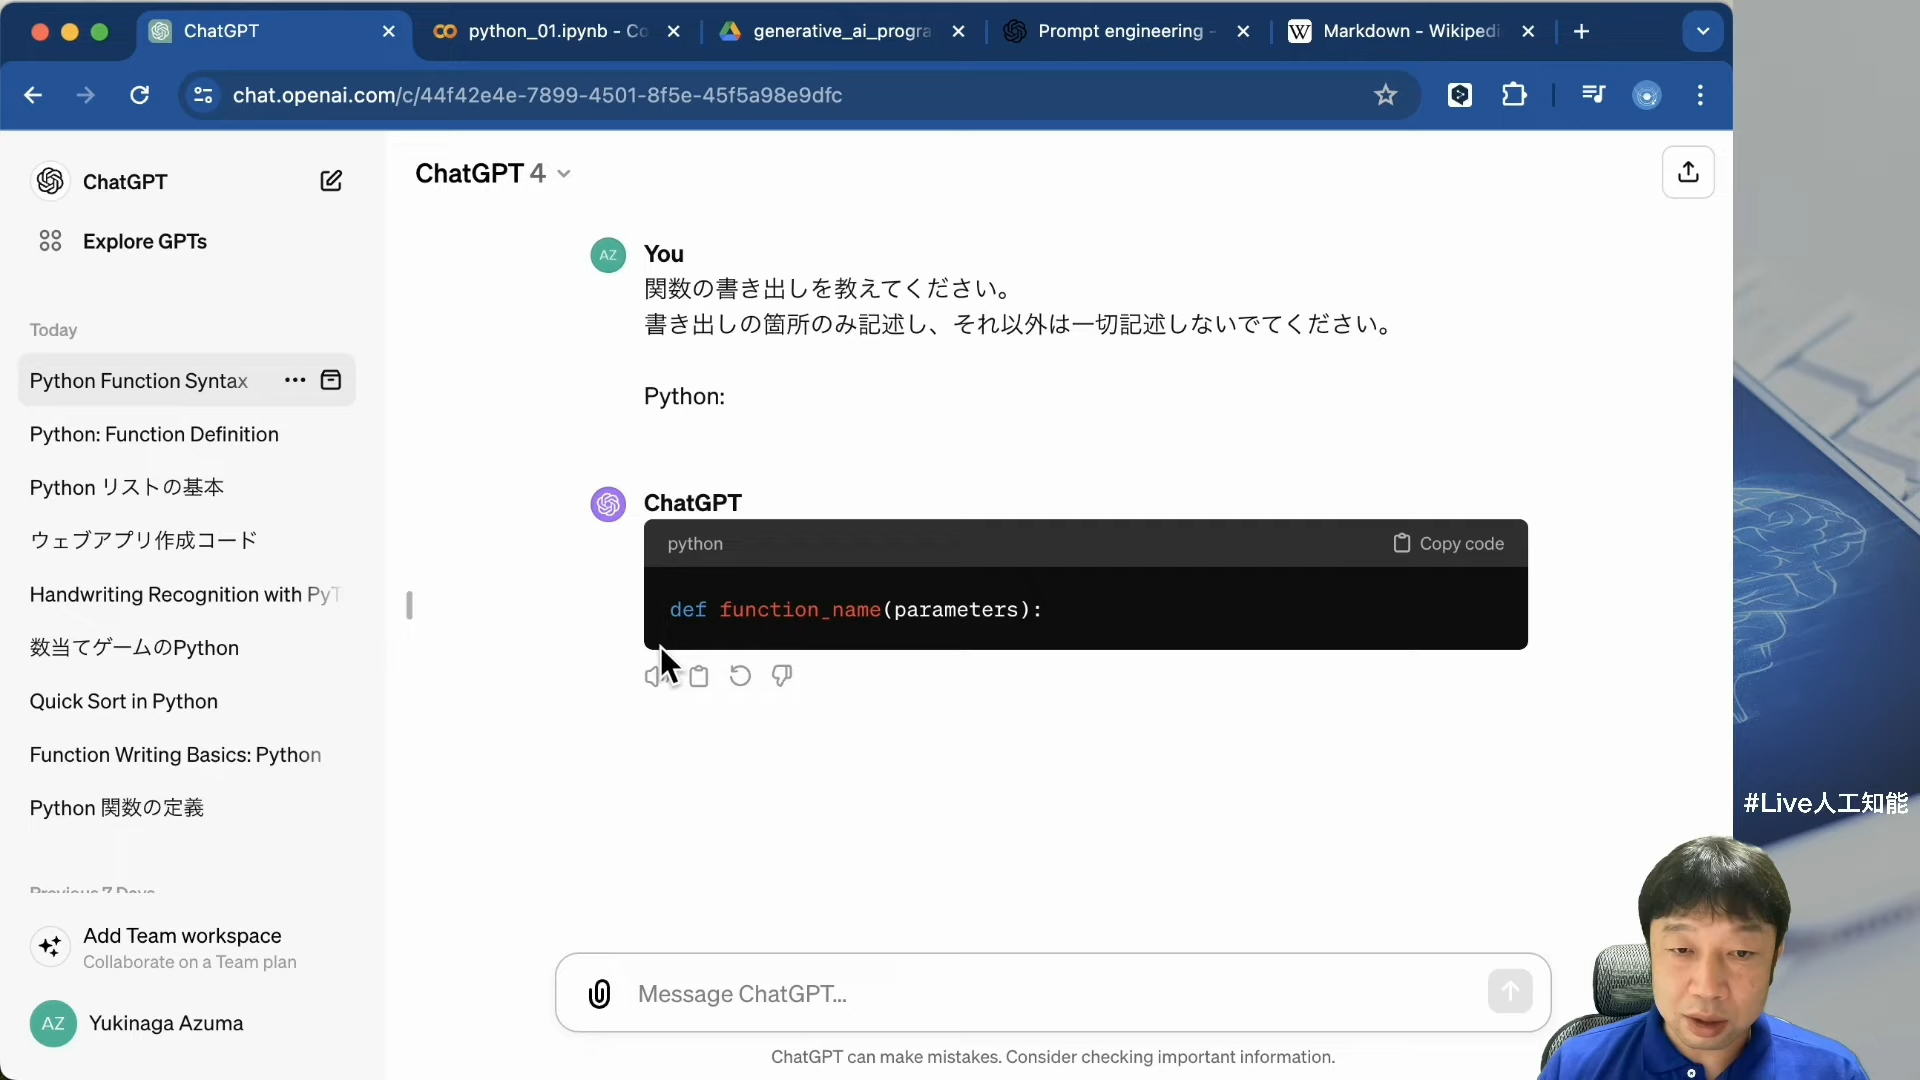 ChatGPT
python_01.ipynb - Co
generative_ai_progra
Prompt engineering -
Markdown - Wikipedi
chat.openai.com/c/44f42e4e-7899-4501-8f5e-45f5a98e9dfc
ChatGPT
Explore GPTs
Today
Python Function Syntax
Python: Function Definition
Python リストの基本
ウェブアプリ作成コード
Handwriting Recognition with PyT
数当てゲームのPython
Quick Sort in Python
Function Writing Basics: Python
Python 関数の定義
Previous 7 Days
Add Team workspace
Collaborate on a Team plan
AZ
Yukinaga Azuma
ChatGPT 4
AZ
You
関数の書き出しを教えてください。
書き出しの箇所のみ記述し、それ以外は一切記述しないでてください。
Python:
ChatGPT
python
Copy code
def function_name(parameters):
Message ChatGPT...
ChatGPT can make mistakes. Consider checking important information.
#Live人工知能